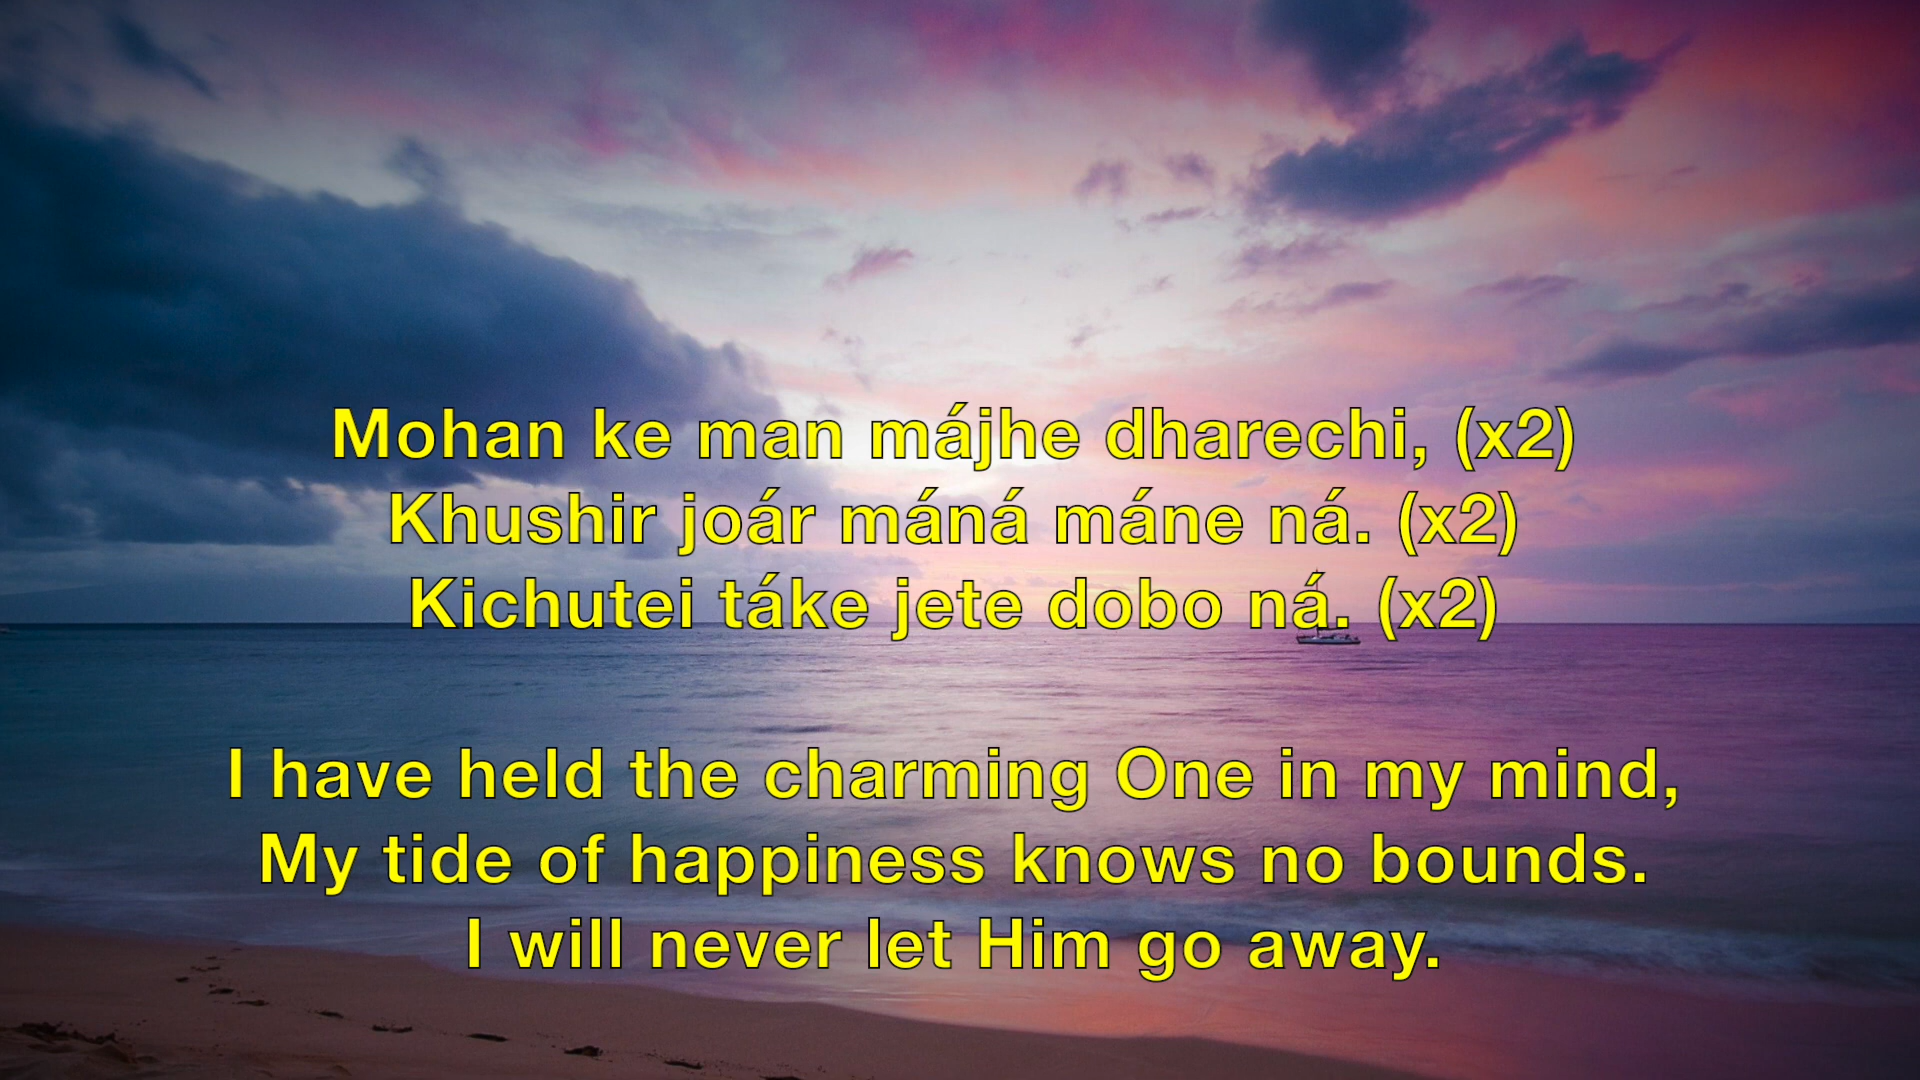 Mohan ke man májhe dharechi, (x2)
Khushir joár máná máne ná. (x2)
Kichutei táke jete dobo ná. (x2)
I have held the charming One in my mind,
My tide of happiness knows no bounds.
I will never let Him go away.